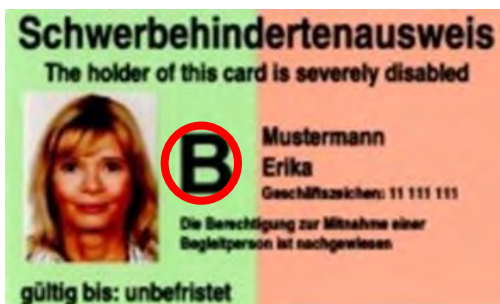 Schwerbehindertenausweis
The holder of this card is severely disabled
B
Mustermann
Erika
Geschäftszeichen: 11 111 111
Die Berechtigung zur Mitnahme einer
Begleitperson ist nachgewiesen
gültig bis: unbefristet